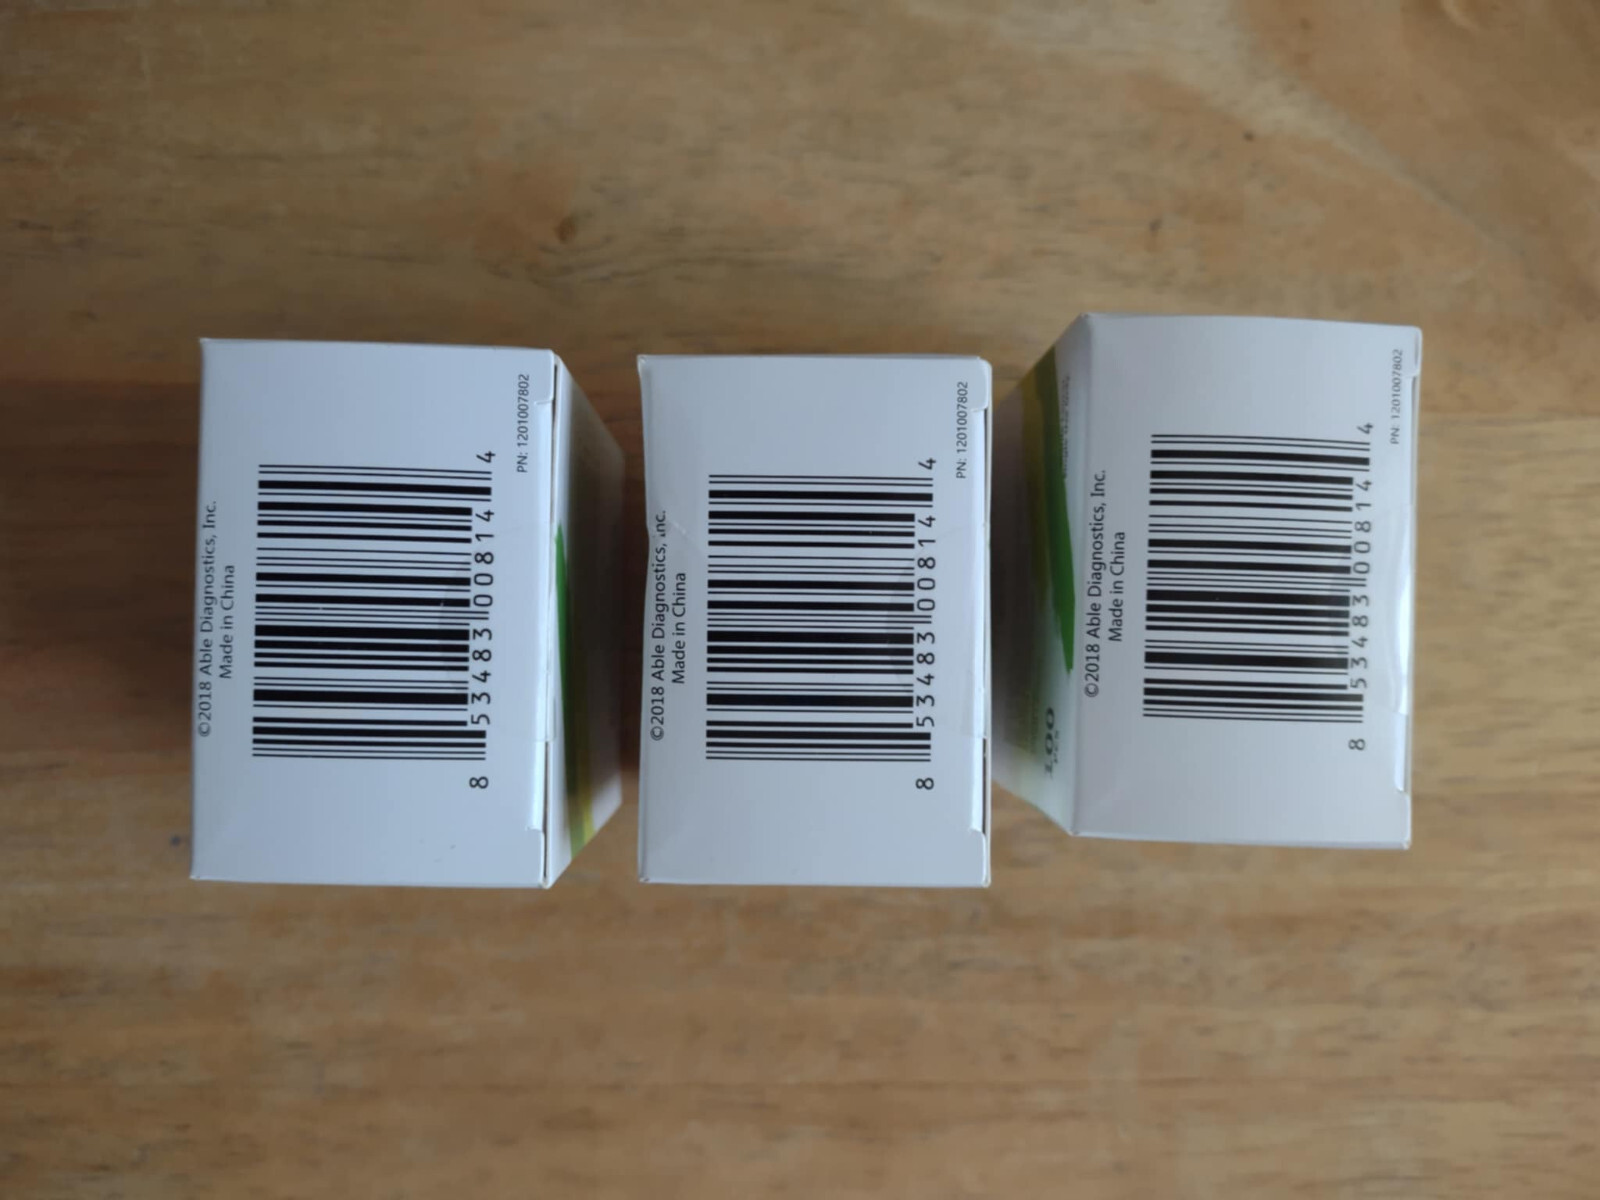 ©2018 Able Diagnostics, Inc.
Made in China
8 53483 00814 4
PN: 1201007802
©2018 Able Diagnostics, Inc.
Made in China
8 53483 00814 4
PN: 1201007802
100
©2018 Able Diagnostics, Inc.
Made in China
8 53483 00814 4
PN: 1201007802